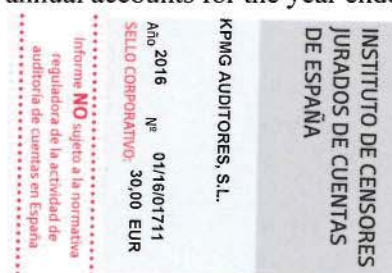 annual accounts for the year ende
INSTITUTO DE CENSORES
JURADOS DE CUENTAS
DE ESPAÑA
KPMG AUDITORES, S.L.
Año 2016 Nº 01/16/01711
SELLO CORPORATIVO: 30,00 EUR
Informe NO sujeto a la normativa
reguladora de la actividad de
auditoría de cuentas en España